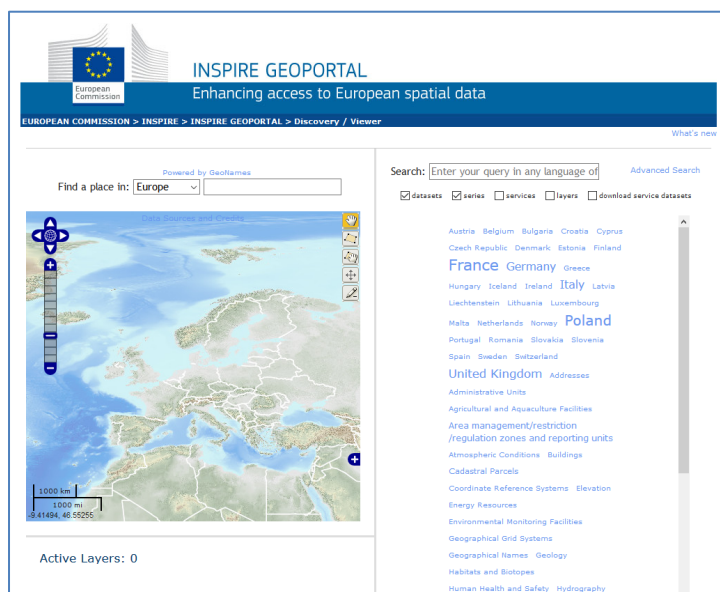 European
Commission
INSPIRE GEOPORTAL
Enhancing access to European spatial data
EUROPEAN COMMISSION > INSPIRE > INSPIRE GEOPORTAL > Discovery / Viewer
What's new
Powered by GeoNames
Find a place in: Europe
Data Sources and Credits
1000 km
1000 mi
-9.41494, 46.55255
Active Layers: 0
Search: Enter your query in any language of
Advanced Search
datasets series services layers download service datasets
Austria Belgium Bulgaria Croatia Cyprus
Czech Republic Denmark Estonia Finland
France Germany Greece
Hungary Iceland Ireland Italy Latvia
Liechtenstein Lithuania Luxembourg
Malta Netherlands Norway Poland
Portugal Romania Slovakia Slovenia
Spain Sweden Switzerland
United Kingdom Addresses
Administrative Units
Agricultural and Aquaculture Facilities
Area management/restriction
/regulation zones and reporting units
Atmospheric Conditions Buildings
Cadastral Parcels
Coordinate Reference Systems Elevation
Energy Resources
Environmental Monitoring Facilities
Geographical Grid Systems
Geographical Names Geology
Habitats and Biotopes
Human Health and Safety Hydrography